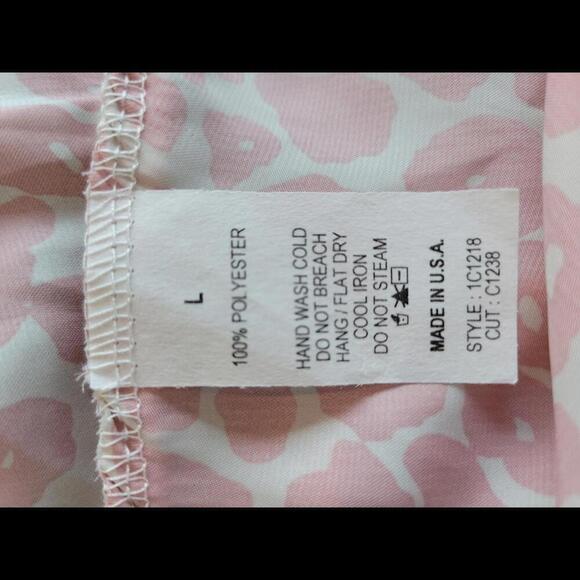 L
100% POLYESTER
HAND WASH COLD
DO NOT BREACH
HANG / FLAT DRY
COOL IRON
DO NOT STEAM
MADE IN U.S.A.
STYLE : 1C1218
CUT : C1238